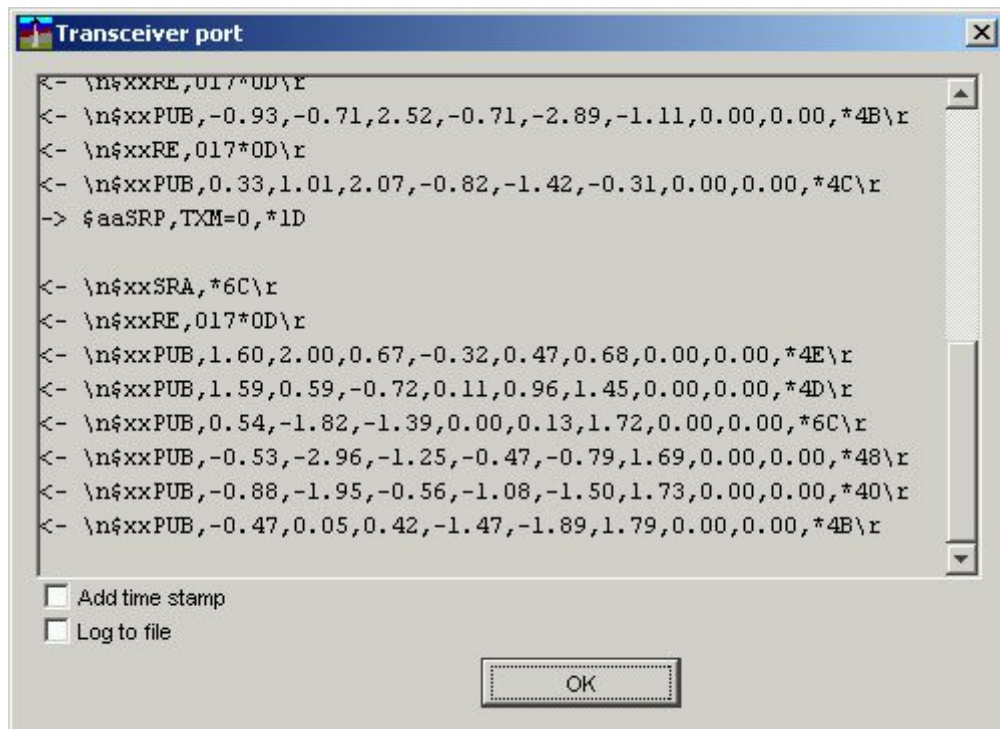 Transceiver port
<- \n$xxRE,017*0D\r
<- \n$xxPUB,-0.93,-0.71,2.52,-0.71,-2.89,-1.11,0.00,0.00,*4B\r
<- \n$xxRE,017*0D\r
<- \n$xxPUB,0.33,1.01,2.07,-0.82,-1.42,-0.31,0.00,0.00,*4C\r
-> $aaSRP,TXM=0,*1D
<- \n$xxSRA,*6C\r
<- \n$xxRE,017*0D\r
<- \n$xxPUB,1.60,2.00,0.67,-0.32,0.47,0.68,0.00,0.00,*4E\r
<- \n$xxPUB,1.59,0.59,-0.72,0.11,0.96,1.45,0.00,0.00,*4D\r
<- \n$xxPUB,0.54,-1.82,-1.39,0.00,0.13,1.72,0.00,0.00,*6C\r
<- \n$xxPUB,-0.53,-2.96,-1.25,-0.47,-0.79,1.69,0.00,0.00,*48\r
<- \n$xxPUB,-0.88,-1.95,-0.56,-1.08,-1.50,1.73,0.00,0.00,*40\r
<- \n$xxPUB,-0.47,0.05,0.42,-1.47,-1.89,1.79,0.00,0.00,*4B\r
Add time stamp
Log to file
OK